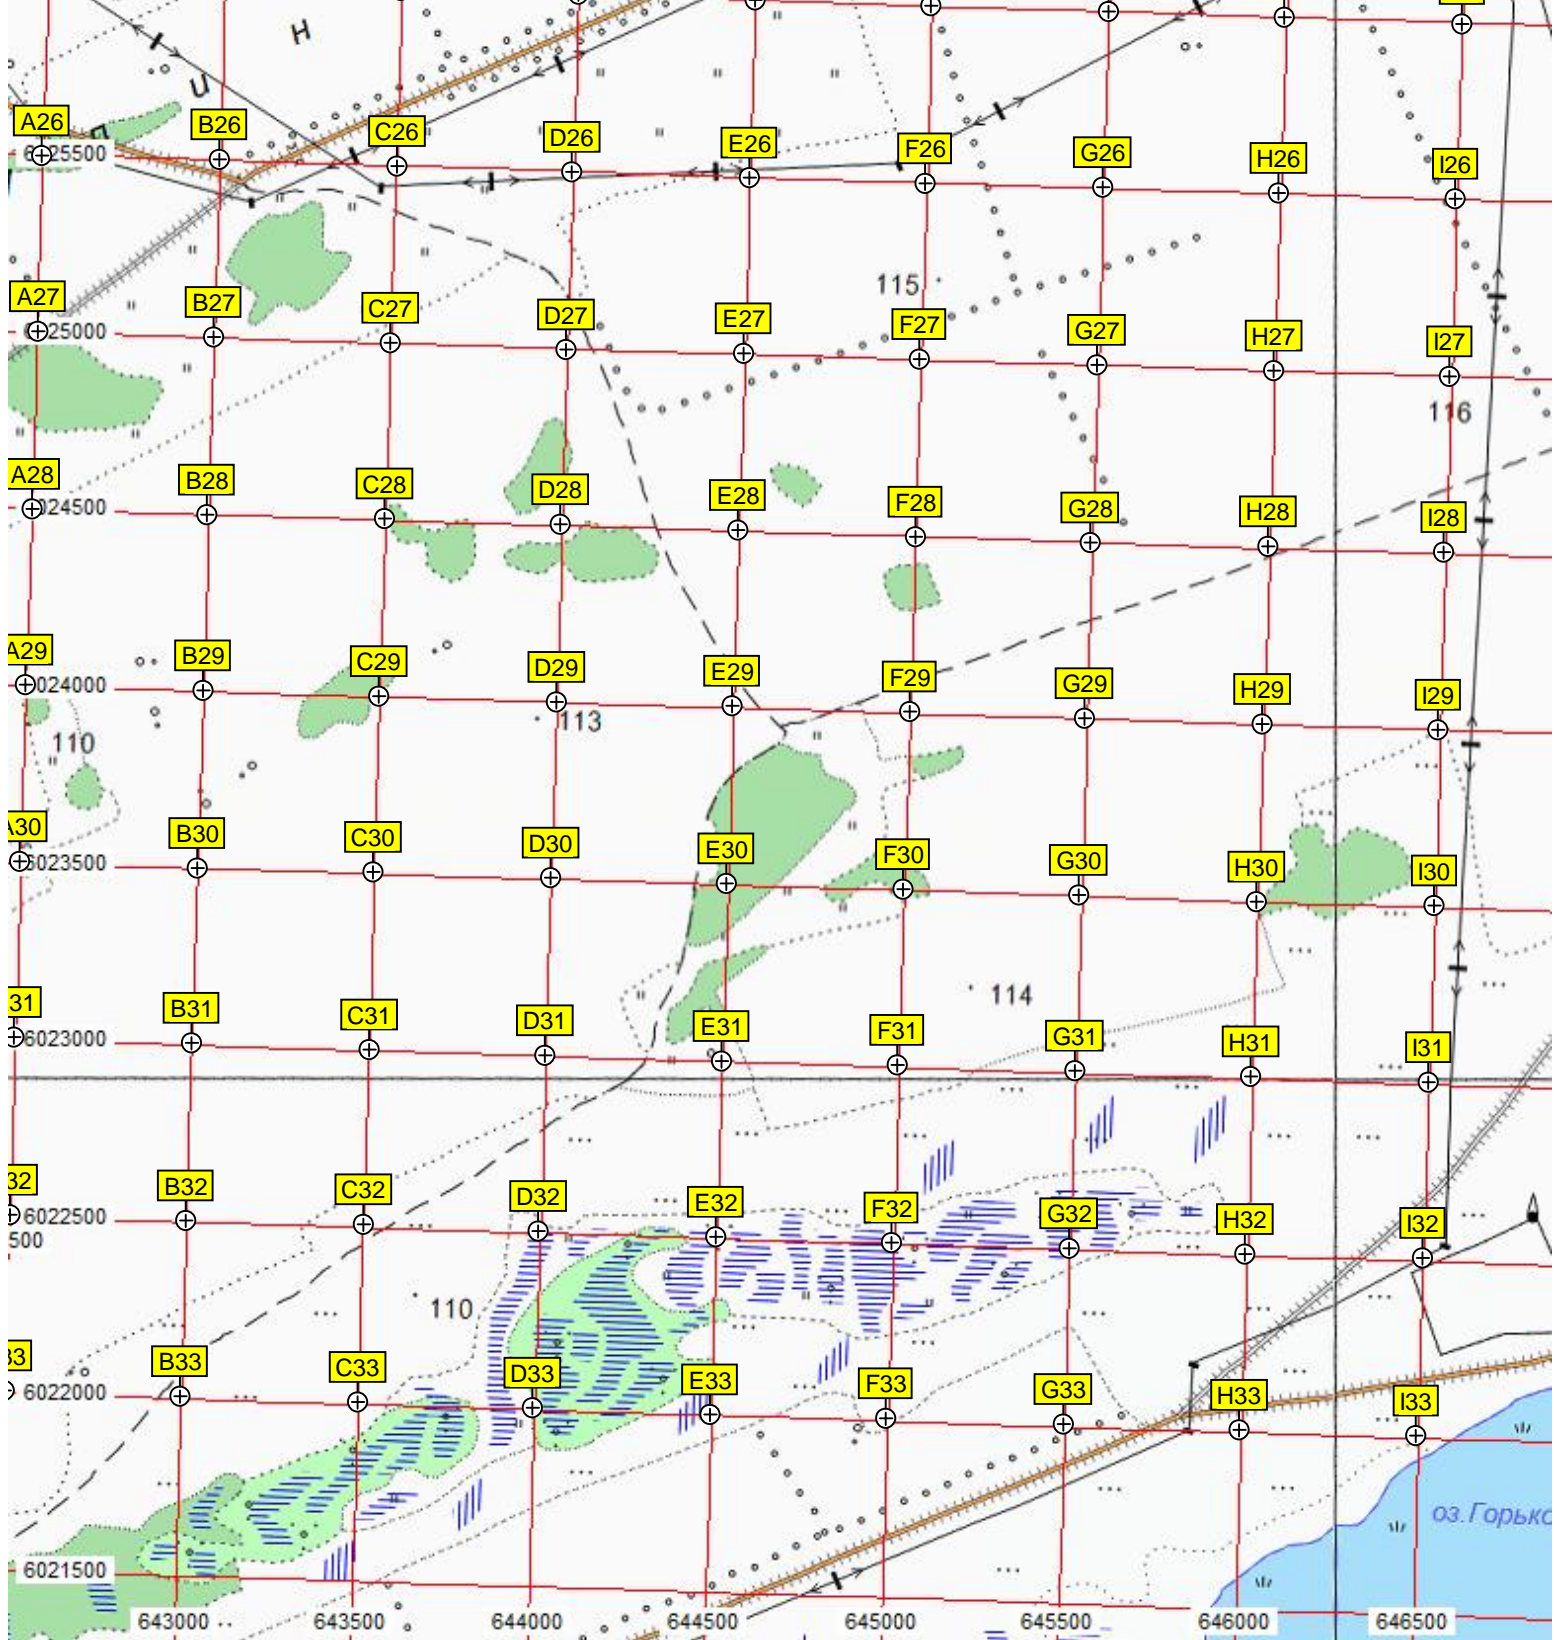 Н
И
П
A26 B26 C26 D26 E26 F26 G26 H26 I26
6025500
115
A27 B27 C27 D27 E27 F27 G27 H27 I27
6025000
116
A28 B28 C28 D28 E28 F28 G28 H28 I28
6024500
A29 B29 C29 D29 E29 F29 G29 H29 I29
6024000
113
110
A30 B30 C30 D30 E30 F30 G30 H30 I30
6023500
114
31 B31 C31 D31 E31 F31 G31 H31 I31
6023000
32 B32 C32 D32 E32 F32 G32 H32 I32
6022500
500
110
33 B33 C33 D33 E33 F33 G33 H33 I33
6022000
оз.Горько
6021500
643000 643500 644000 644500 645000 645500 646000 646500